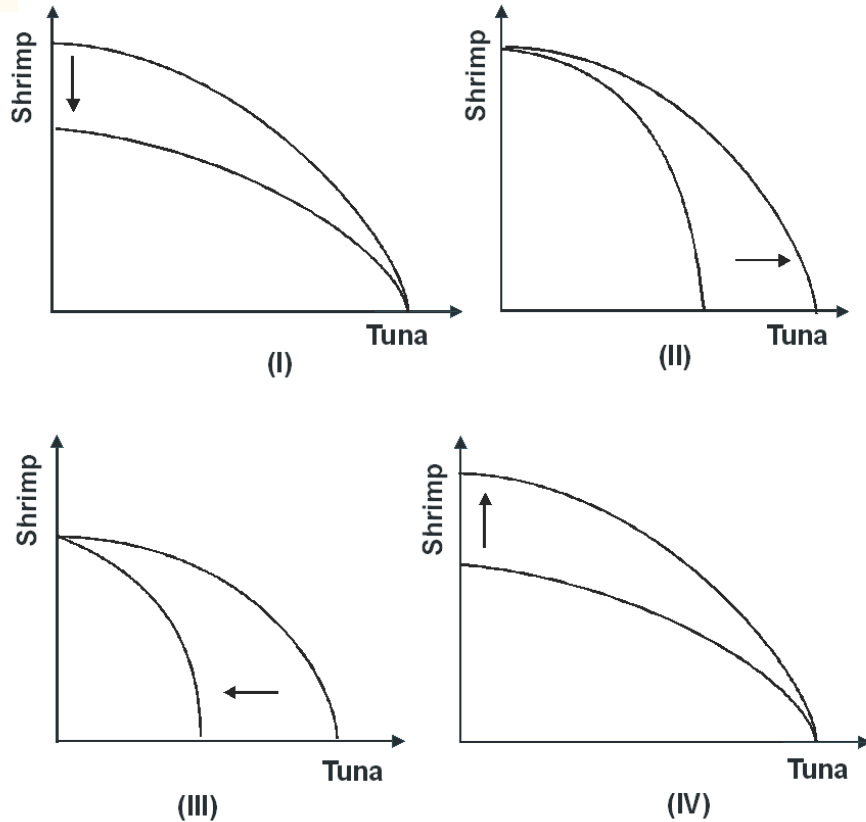 Shrimp
Tuna
(I)
Shrimp
Tuna
(II)
Shrimp
Tuna
(III)
Shrimp
Tuna
(IV)